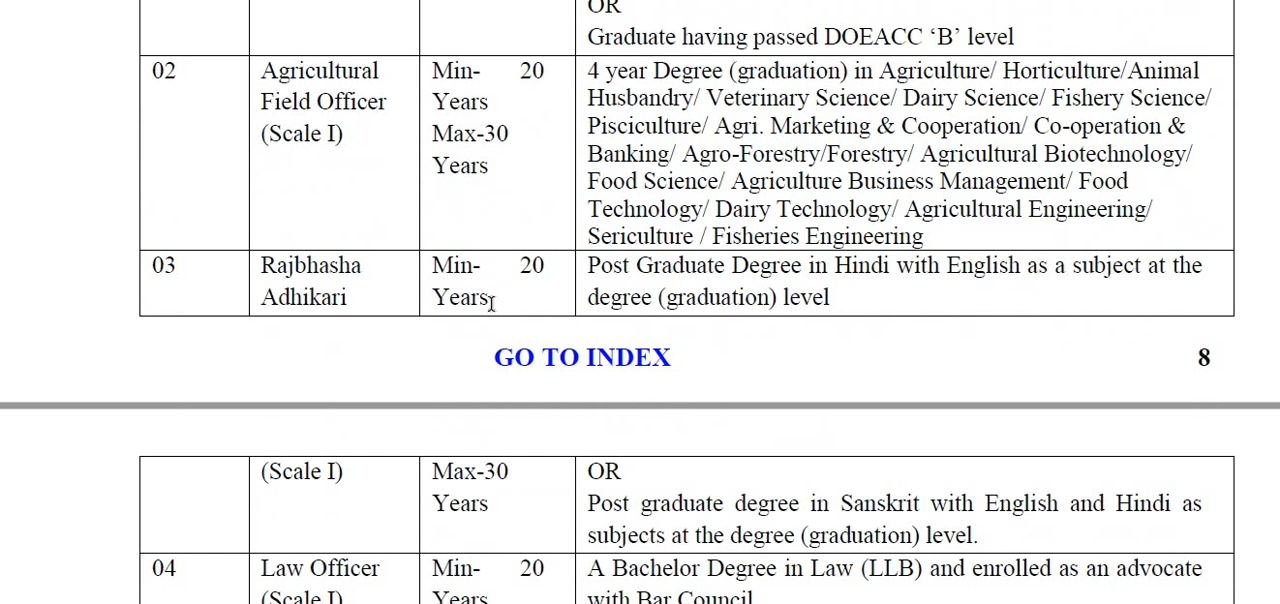 OR
Graduate having passed DOEACC ‘B’ level
02 Agricultural Min- 20 4 year Degree (graduation) in Agriculture/ Horticulture/Animal
Field Officer Years Husbandry/ Veterinary Science/ Dairy Science/ Fishery Science/
(Scale I) Max-30 Pisciculture/ Agri. Marketing & Cooperation/ Co-operation &
Years Banking/ Agro-Forestry/Forestry/ Agricultural Biotechnology/
Food Science/ Agriculture Business Management/ Food
Technology/ Dairy Technology/ Agricultural Engineering/
Sericulture / Fisheries Engineering
03 Rajbhasha Min- 20 Post Graduate Degree in Hindi with English as a subject at the
Adhikari Years degree (graduation) level
GO TO INDEX 8
(Scale I) Max-30 OR
Years Post graduate degree in Sanskrit with English and Hindi as
subjects at the degree (graduation) level.
04 Law Officer Min- 20 A Bachelor Degree in Law (LLB) and enrolled as an advocate
(Scale I) Years with Bar Council